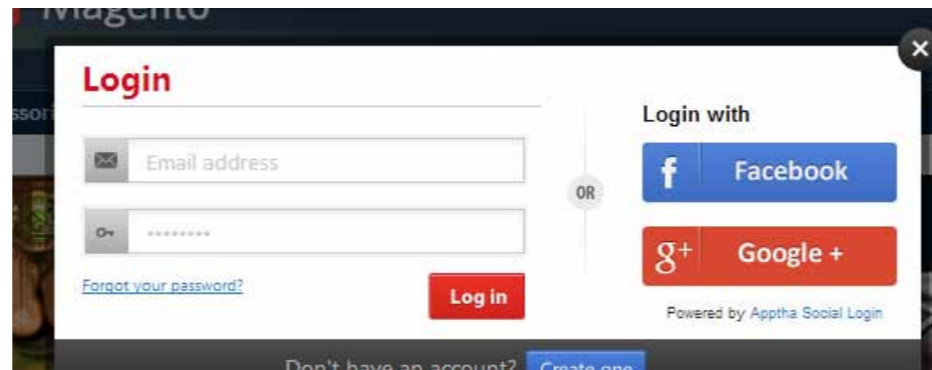 Magento
Login
Email address
********
Forgot your password?
Log in
OR
Login with
f Facebook
g+ Google +
Powered by Apptha Social Login
Don't have an account? Create one